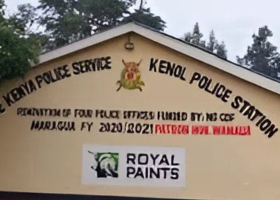 KENYA POLICE SERVICE KENOL POLICE STATION
RENOVATION OF FOUR POLICE OFFICES FUNDED BY: NG CDF
MARAGUA FY 2020/2021 PATRON HON. WAMAUA
ROYAL
PAINTS